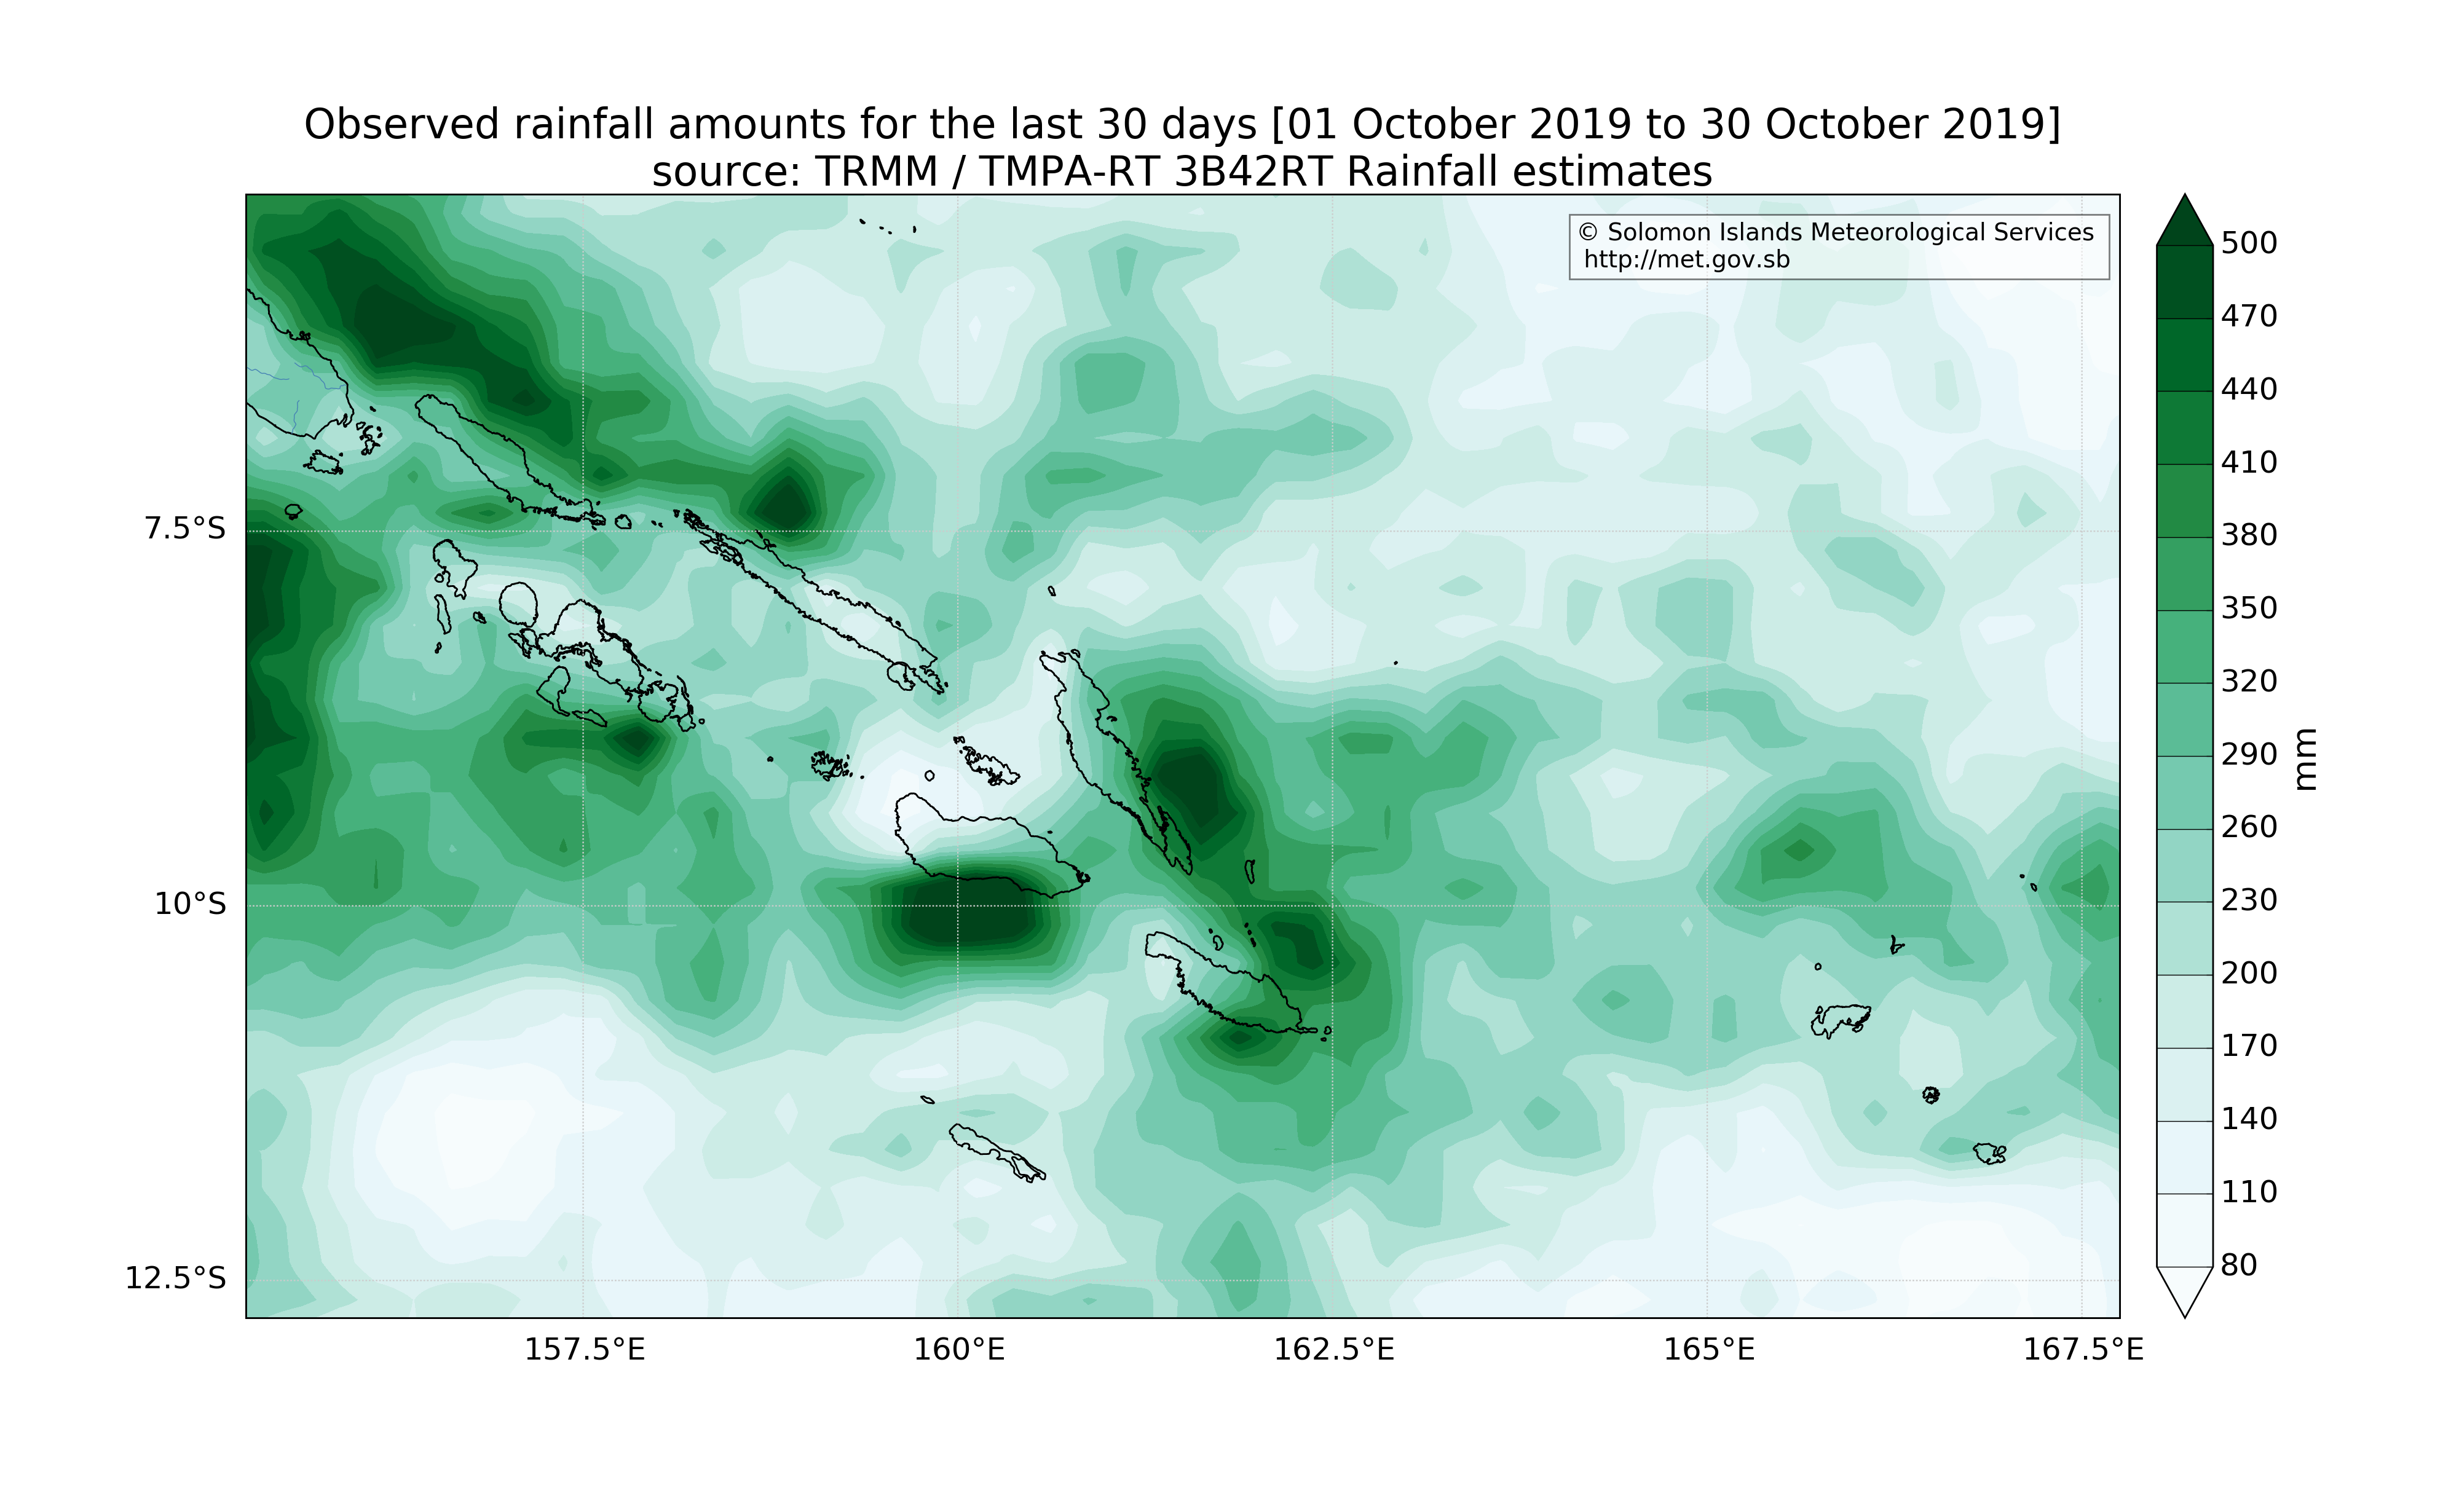 Observed rainfall amounts for the last 30 days [01 October 2019 to 30 October 2019]
source: TRMM / TMPA-RT 3B42RT Rainfall estimates
© Solomon Islands Meteorological Services
http://met.gov.sb
7.5°S
10°S
12.5°S
157.5°E
160°E
162.5°E
165°E
167.5°E
500
470
440
410
380
350
320
290
260
230
200
170
140
110
80
mm